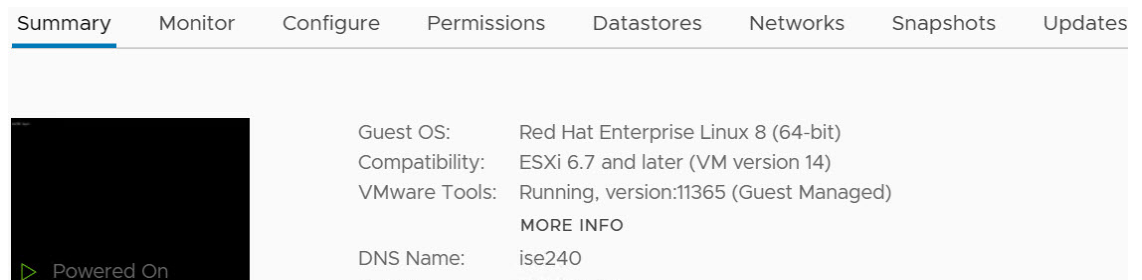 Summary Monitor Configure Permissions Datastores Networks Snapshots Updates
Guest OS: Red Hat Enterprise Linux 8 (64-bit)
Compatibility: ESXi 6.7 and later (VM version 14)
VMware Tools: Running, version:11365 (Guest Managed)
MORE INFO
DNS Name: ise240
Powered On